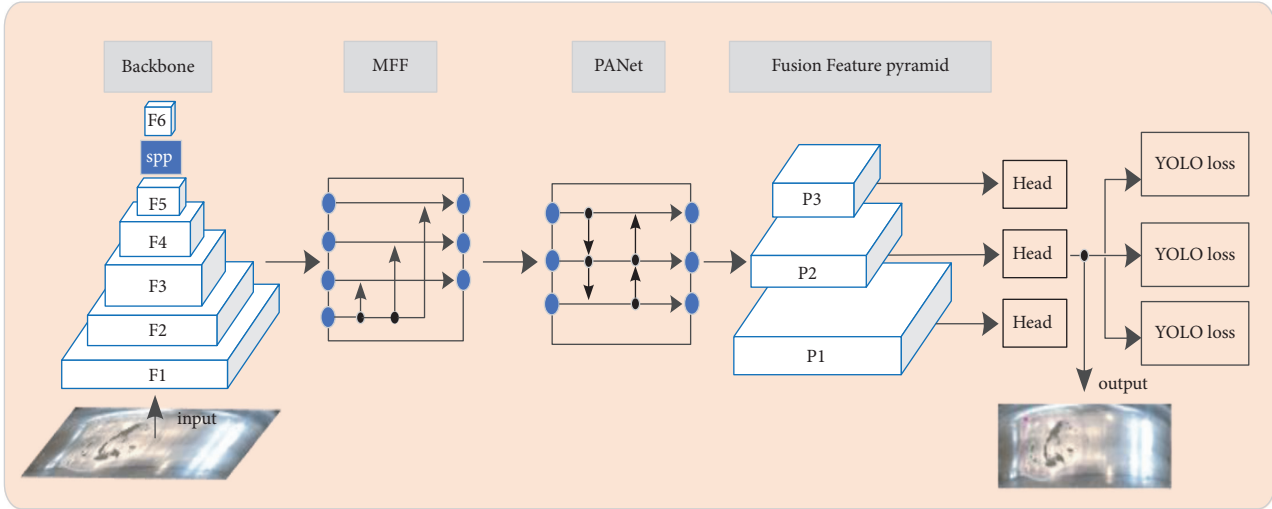 Backbone
MFF
PANet
Fusion Feature pyramid
F6
spp
F5
F4
F3
F2
F1
input
P3
P2
P1
Head
Head
Head
YOLO loss
YOLO loss
YOLO loss
output